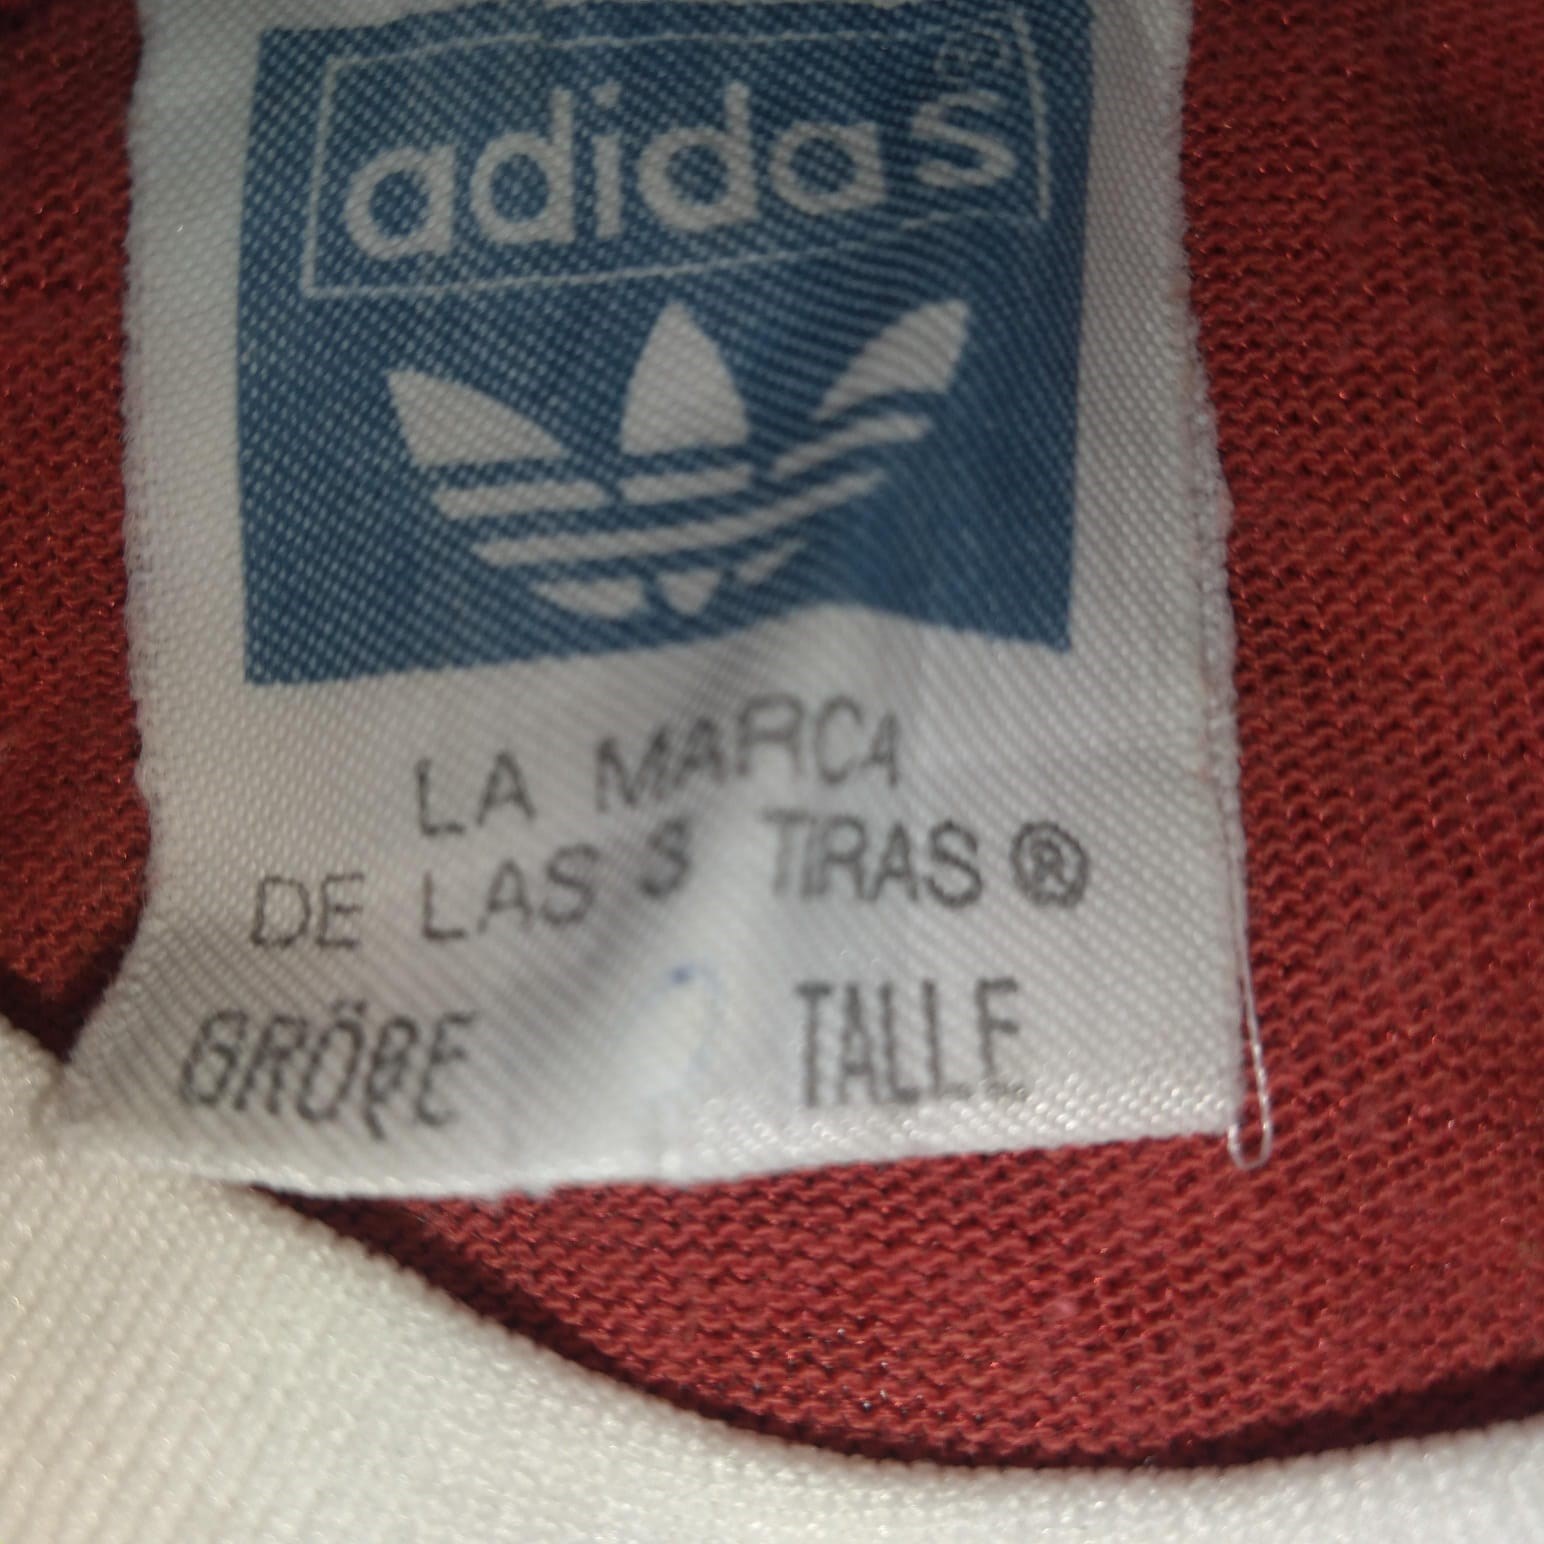 adidas ®
LA MARCA
DE LAS 3 TIRAS ®
GRÖßE TALLE